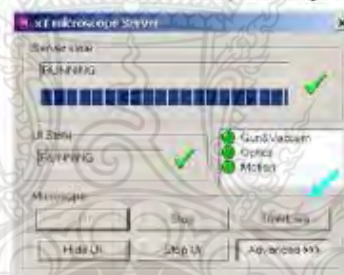 xT microscope Server
Server state
RUNNING
UI State
RUNNING
Gun&Vacuum
Optics
Motion
Microscope
Stop
Hide UI
Stop UI
Advanced >>>